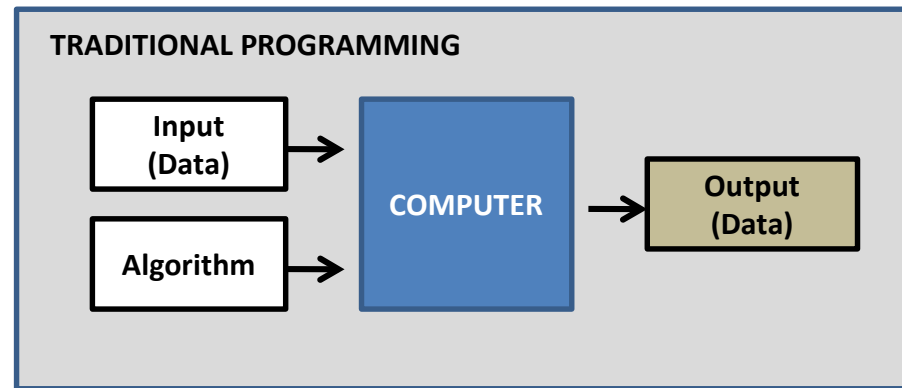 TRADITIONAL PROGRAMMING
Input
(Data)
Algorithm
COMPUTER
Output
(Data)